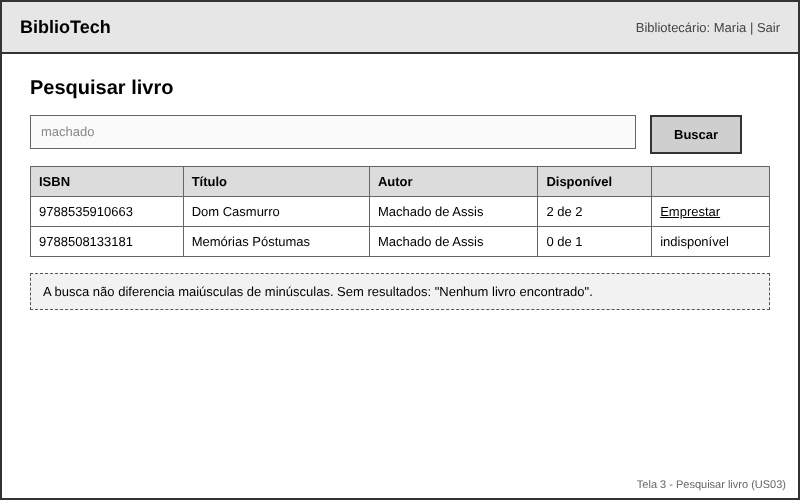 BiblioTech
Bibliotecário: Maria | Sair
Pesquisar livro
machado
Buscar
ISBN Título Autor Disponível
9788535910663 Dom Casmurro Machado de Assis 2 de 2 Emprestar
9788508133181 Memórias Póstumas Machado de Assis 0 de 1 indisponível
A busca não diferencia maiúsculas de minúsculas. Sem resultados: "Nenhum livro encontrado".
Tela 3 - Pesquisar livro (US03)